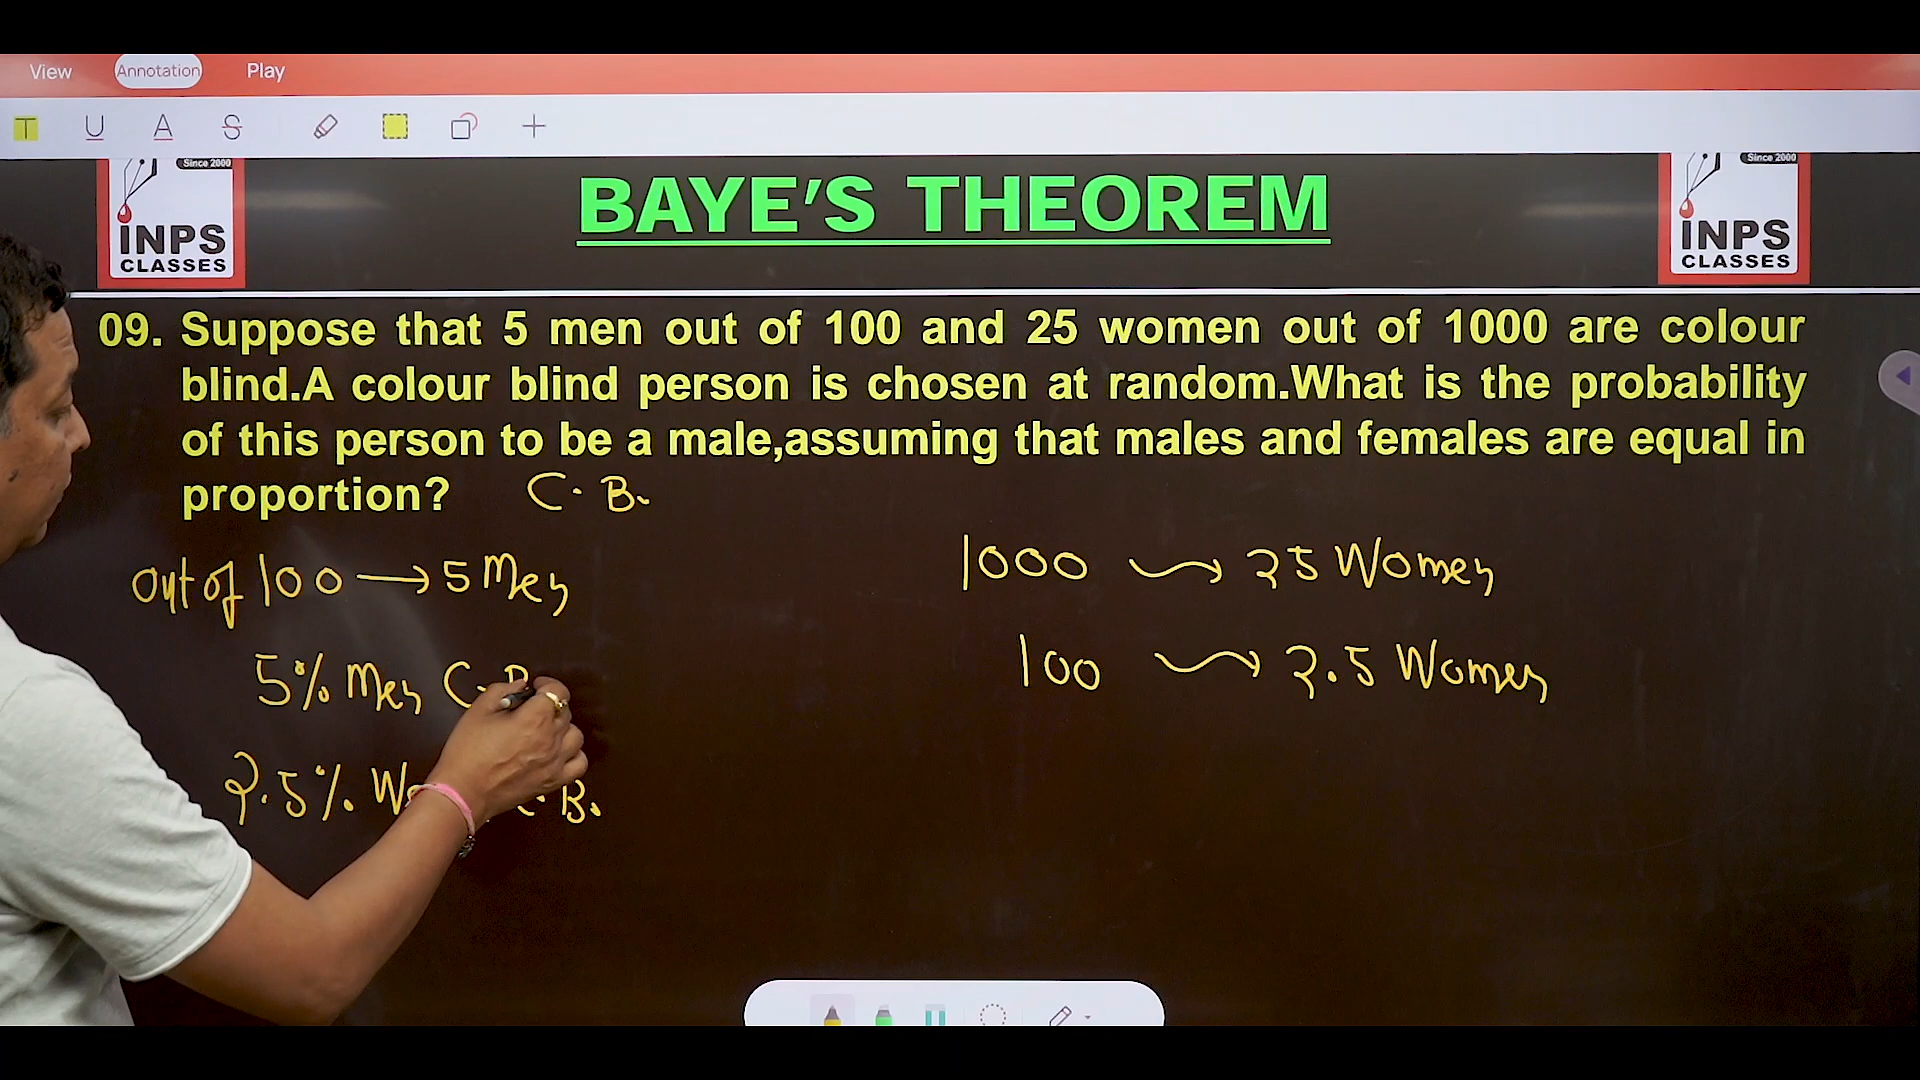 View Annotation Play
T U A S
Since 2000
INPS
CLASSES
BAYE'S THEOREM
Since 2000
INPS
CLASSES
09. Suppose that 5 men out of 100 and 25 women out of 1000 are colour
blind.A colour blind person is chosen at random.What is the probability
of this person to be a male,assuming that males and females are equal in
proportion? C. B.
out of 100 → 5 Men
1000 → 25 Women
5% Men C.B
100 → 2.5 Women
2.5%. B.